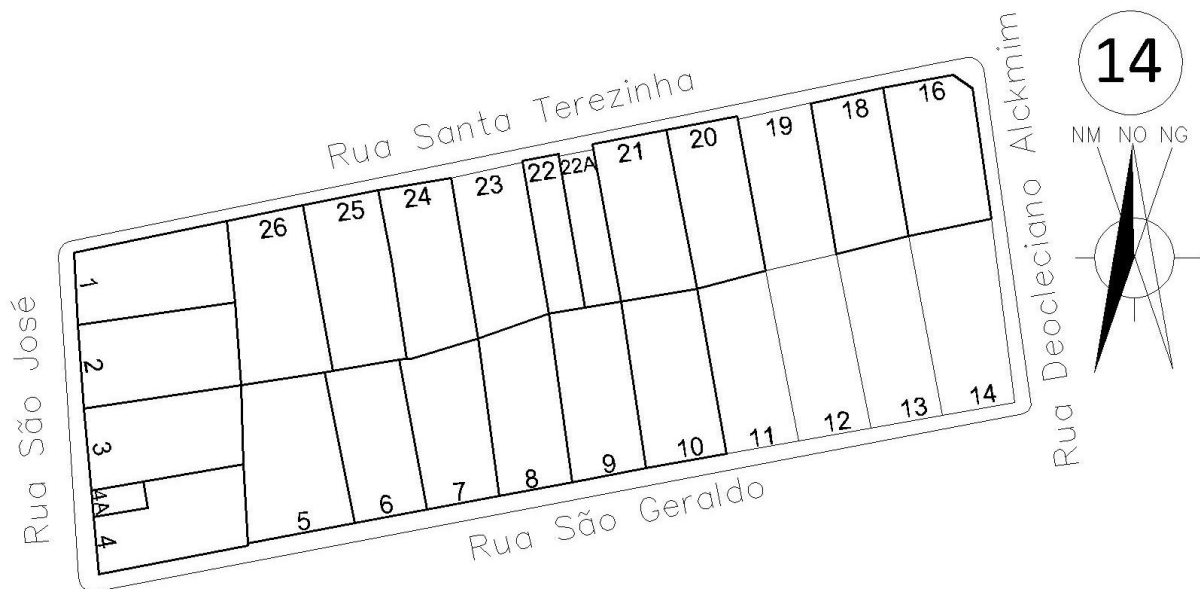 Rua Santa Terezinha
Rua Deocleciano Alckmim
14
NM NO NG
26 25 24 23 22 22A 21 20 19 18 16
1
2
3
4A
4
5 6 7 8 9 10 11 12 13 14
Rua São José
Rua São Geraldo